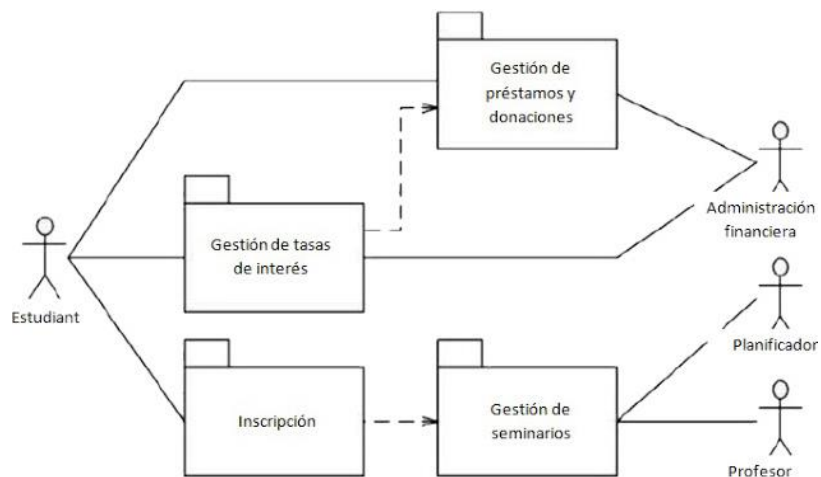 Gestión de
préstamos y
donaciones
Administración
financiera
Gestión de tasas
de interés
Estudiant
Planificador
Inscripción
Gestión de
seminarios
Profesor